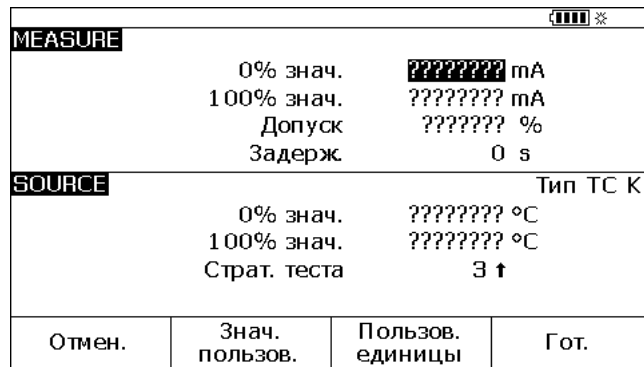 MEASURE
0% знач. ???????? mA
100% знач. ???????? mA
Допуск ??????? %
Задерж. 0 s
SOURCE Тип TC K
0% знач. ???????? °C
100% знач. ???????? °C
Страт. теста 3 ↑
Отмен. Знач. пользов. Пользов. единицы Гот.